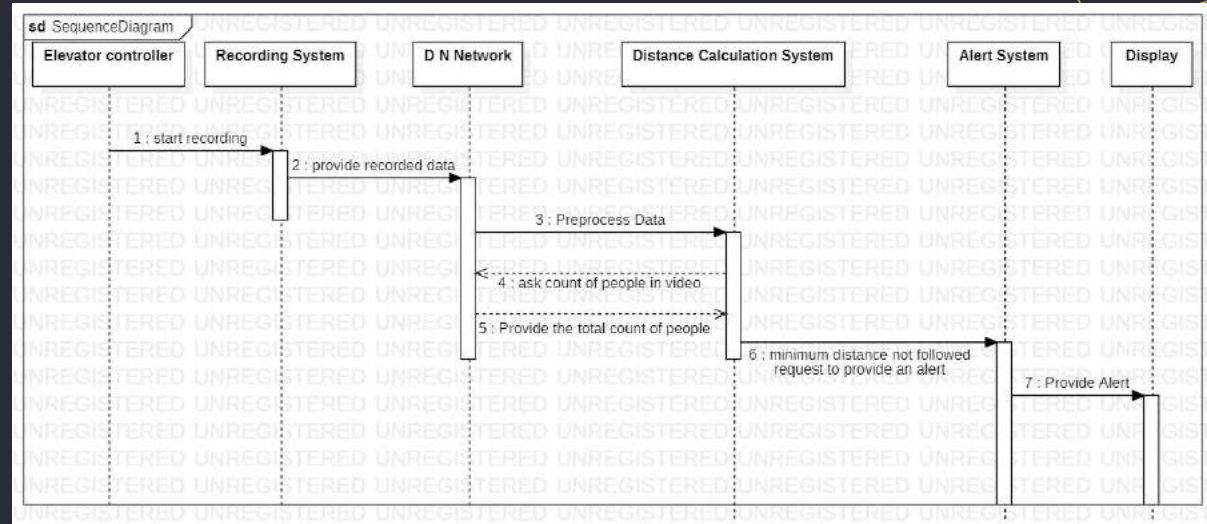 sd SequenceDiagram
Elevator controller
Recording System
D N Network
Distance Calculation System
Alert System
Display
1 : start recording
2 : provide recorded data
3 : Preprocess Data
4 : ask count of people in video
5 : Provide the total count of people
6 : minimum distance not followed
request to provide an alert
7 : Provide Alert
UNREGISTERED